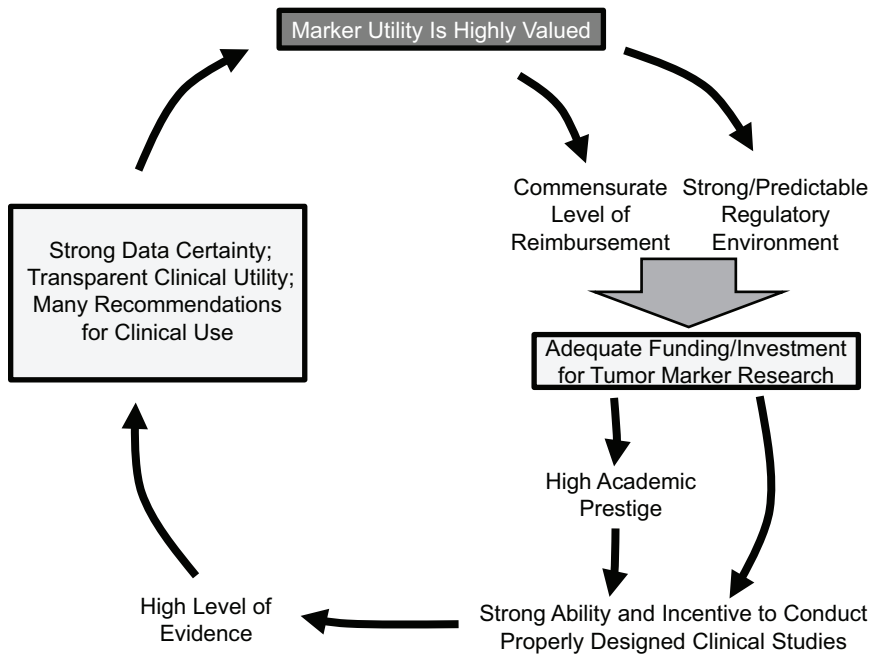 Marker Utility Is Highly Valued
Commensurate
Level of
Reimbursement
Strong/Predictable
Regulatory
Environment
Adequate Funding/Investment
for Tumor Marker Research
High Academic
Prestige
Strong Ability and Incentive to Conduct
Properly Designed Clinical Studies
High Level of
Evidence
Strong Data Certainty;
Transparent Clinical Utility;
Many Recommendations
for Clinical Use